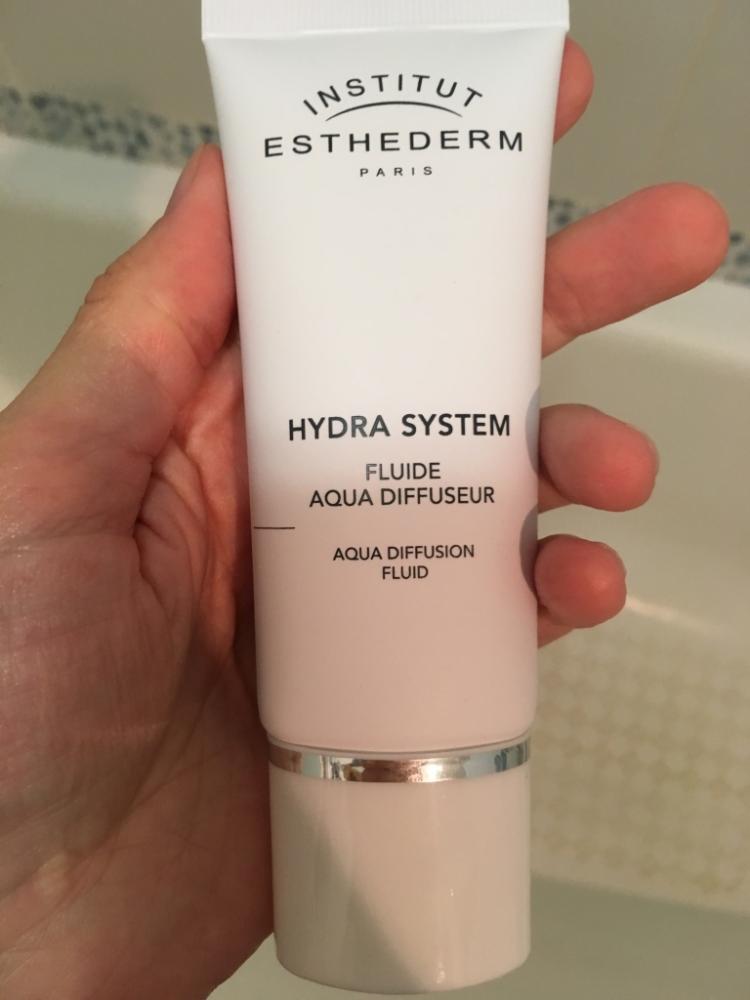 INSTITUT
ESTHEDERM
PARIS
HYDRA SYSTEM
FLUIDE
AQUA DIFFUSEUR
AQUA DIFFUSION
FLUID